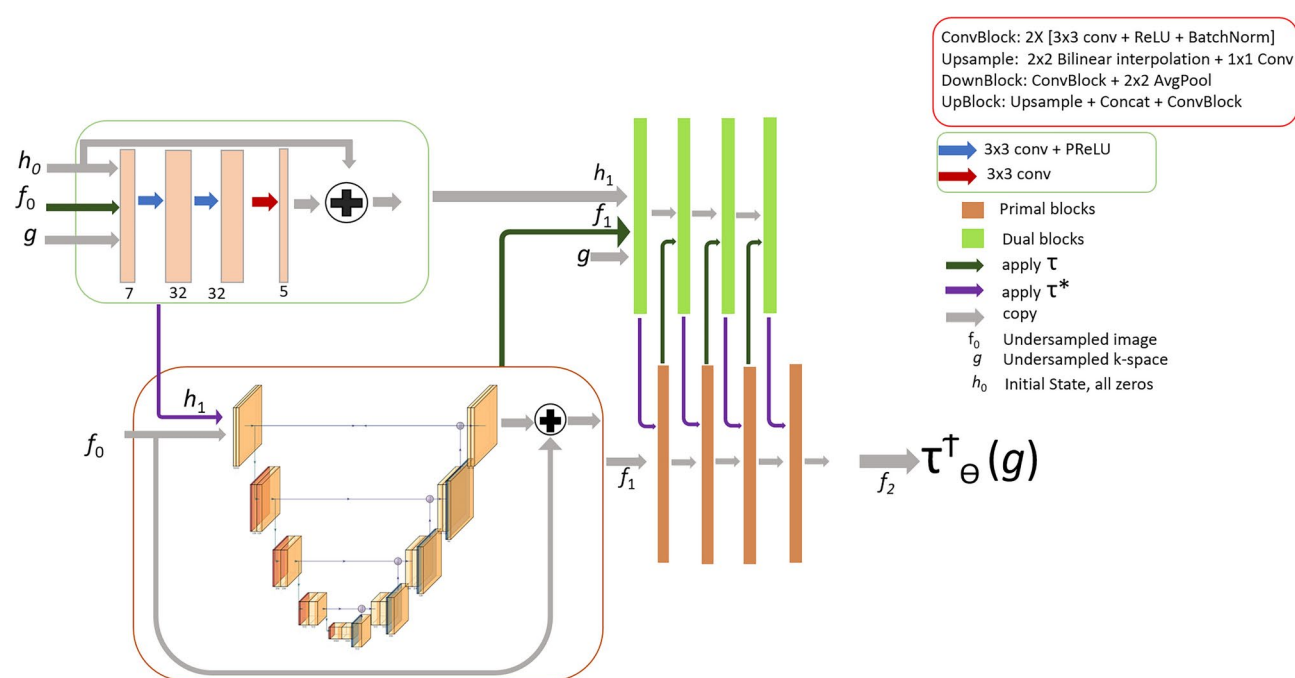 ConvBlock: 2X [3x3 conv + ReLU + BatchNorm]
Upsample: 2x2 Bilinear interpolation + 1x1 Conv
DownBlock: ConvBlock + 2x2 AvgPool
UpBlock: Upsample + Concat + ConvBlock
3x3 conv + PReLU
3x3 conv
Primal blocks
Dual blocks
apply τ
apply τ*
copy
f₀ Undersampled image
g Undersampled k-space
h₀ Initial State, all zeros
h₀
f₀
g
7 32 32 5
h₁
f₁
g
h₁
f₀
f₁
f₂
τ†Θ(g)